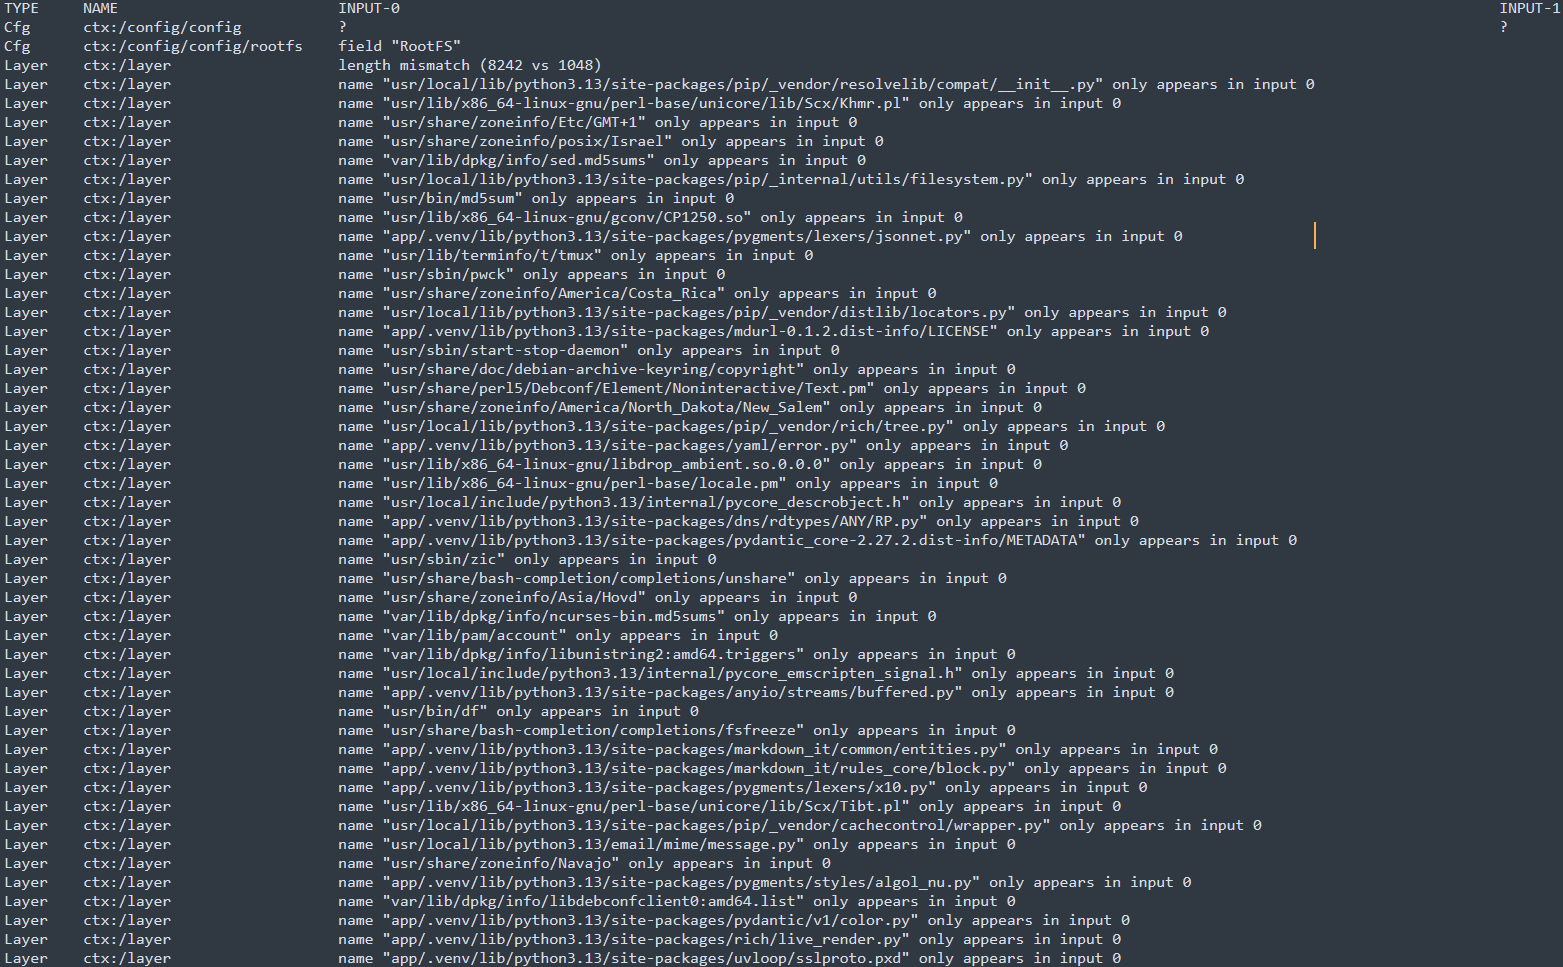 TYPE NAME INPUT-0 INPUT-1
Cfg ctx:/config/config ? ?
Cfg ctx:/config/config/rootfs field "RootFS"
Layer ctx:/layer length mismatch (8242 vs 1048)
Layer ctx:/layer name "usr/local/lib/python3.13/site-packages/pip/_vendor/resolvelib/compat/__init__.py" only appears in input 0
Layer ctx:/layer name "usr/lib/x86_64-linux-gnu/perl-base/unicore/lib/Scx/Khmr.pl" only appears in input 0
Layer ctx:/layer name "usr/share/zoneinfo/Etc/GMT+1" only appears in input 0
Layer ctx:/layer name "usr/share/zoneinfo/posix/Israel" only appears in input 0
Layer ctx:/layer name "var/lib/dpkg/info/sed.md5sums" only appears in input 0
Layer ctx:/layer name "usr/local/lib/python3.13/site-packages/pip/_internal/utils/filesystem.py" only appears in input 0
Layer ctx:/layer name "usr/bin/md5sum" only appears in input 0
Layer ctx:/layer name "usr/lib/x86_64-linux-gnu/gconv/CP1250.so" only appears in input 0
Layer ctx:/layer name "app/.venv/lib/python3.13/site-packages/pygments/lexers/jsonnet.py" only appears in input 0
Layer ctx:/layer name "usr/lib/terminfo/t/tmux" only appears in input 0
Layer ctx:/layer name "usr/sbin/pwck" only appears in input 0
Layer ctx:/layer name "usr/share/zoneinfo/America/Costa_Rica" only appears in input 0
Layer ctx:/layer name "usr/local/lib/python3.13/site-packages/pip/_vendor/distlib/locators.py" only appears in input 0
Layer ctx:/layer name "app/.venv/lib/python3.13/site-packages/mdurl-0.1.2.dist-info/LICENSE" only appears in input 0
Layer ctx:/layer name "usr/sbin/start-stop-daemon" only appears in input 0
Layer ctx:/layer name "usr/share/doc/debian-archive-keyring/copyright" only appears in input 0
Layer ctx:/layer name "usr/share/perl5/Debconf/Element/Noninteractive/Text.pm" only appears in input 0
Layer ctx:/layer name "usr/share/zoneinfo/America/North_Dakota/New_Salem" only appears in input 0
Layer ctx:/layer name "usr/local/lib/python3.13/site-packages/pip/_vendor/rich/tree.py" only appears in input 0
Layer ctx:/layer name "app/.venv/lib/python3.13/site-packages/yaml/error.py" only appears in input 0
Layer ctx:/layer name "usr/lib/x86_64-linux-gnu/libdrop_ambient.so.0.0.0" only appears in input 0
Layer ctx:/layer name "usr/lib/x86_64-linux-gnu/perl-base/locale.pm" only appears in input 0
Layer ctx:/layer name "usr/local/include/python3.13/internal/pycore_descrobject.h" only appears in input 0
Layer ctx:/layer name "app/.venv/lib/python3.13/site-packages/dns/rdtypes/ANY/RP.py" only appears in input 0
Layer ctx:/layer name "app/.venv/lib/python3.13/site-packages/pydantic_core-2.27.2.dist-info/METADATA" only appears in input 0
Layer ctx:/layer name "usr/sbin/zic" only appears in input 0
Layer ctx:/layer name "usr/share/bash-completion/completions/unshare" only appears in input 0
Layer ctx:/layer name "usr/share/zoneinfo/Asia/Hovd" only appears in input 0
Layer ctx:/layer name "var/lib/dpkg/info/ncurses-bin.md5sums" only appears in input 0
Layer ctx:/layer name "var/lib/pam/account" only appears in input 0
Layer ctx:/layer name "var/lib/dpkg/info/libunistring2:amd64.triggers" only appears in input 0
Layer ctx:/layer name "usr/local/include/python3.13/internal/pycore_emscripten_signal.h" only appears in input 0
Layer ctx:/layer name "app/.venv/lib/python3.13/site-packages/anyio/streams/buffered.py" only appears in input 0
Layer ctx:/layer name "usr/bin/df" only appears in input 0
Layer ctx:/layer name "usr/share/bash-completion/completions/fsfreeze" only appears in input 0
Layer ctx:/layer name "app/.venv/lib/python3.13/site-packages/markdown_it/common/entities.py" only appears in input 0
Layer ctx:/layer name "app/.venv/lib/python3.13/site-packages/markdown_it/rules_core/block.py" only appears in input 0
Layer ctx:/layer name "app/.venv/lib/python3.13/site-packages/pygments/lexers/x10.py" only appears in input 0
Layer ctx:/layer name "usr/lib/x86_64-linux-gnu/perl-base/unicore/lib/Scx/Tibt.pl" only appears in input 0
Layer ctx:/layer name "usr/local/lib/python3.13/site-packages/pip/_vendor/cachecontrol/wrapper.py" only appears in input 0
Layer ctx:/layer name "usr/local/lib/python3.13/email/mime/message.py" only appears in input 0
Layer ctx:/layer name "usr/share/zoneinfo/Navajo" only appears in input 0
Layer ctx:/layer name "app/.venv/lib/python3.13/site-packages/pygments/styles/algol_nu.py" only appears in input 0
Layer ctx:/layer name "var/lib/dpkg/info/libdebconfclient0:amd64.list" only appears in input 0
Layer ctx:/layer name "app/.venv/lib/python3.13/site-packages/pydantic/v1/color.py" only appears in input 0
Layer ctx:/layer name "app/.venv/lib/python3.13/site-packages/rich/live_render.py" only appears in input 0
Layer ctx:/layer name "app/.venv/lib/python3.13/site-packages/uvloop/sslproto.pxd" only appears in input 0